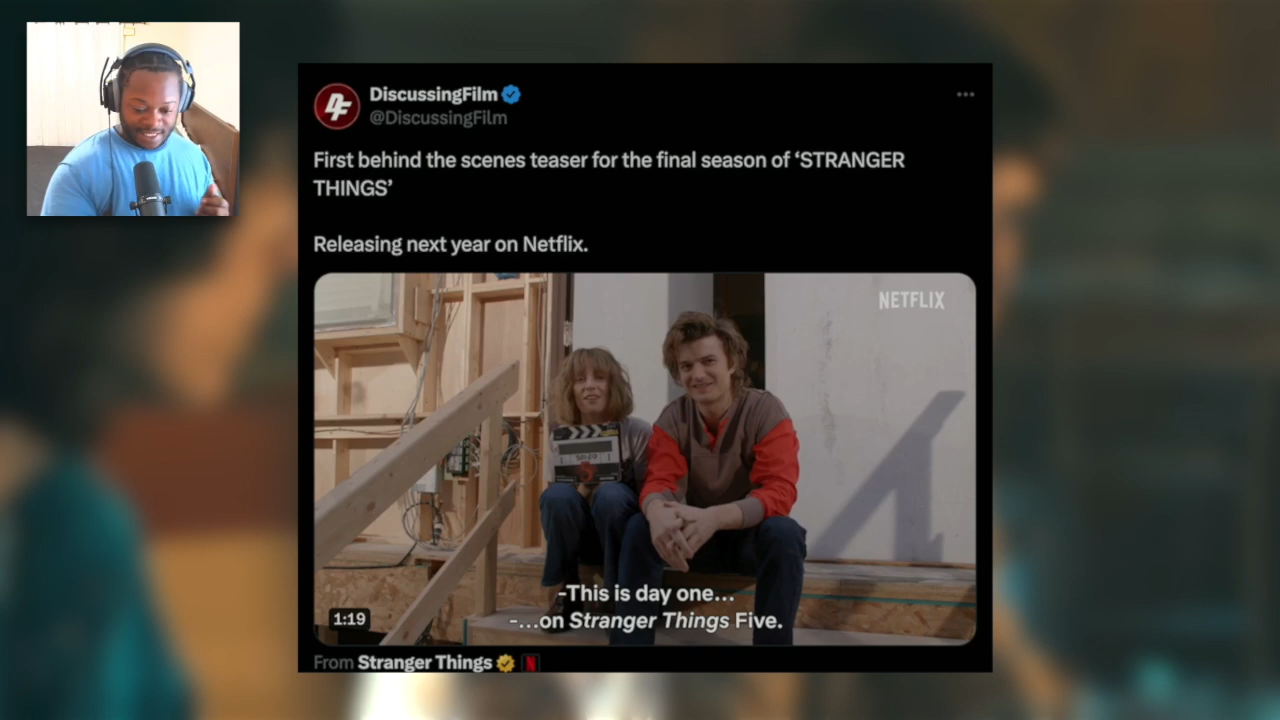 DiscussingFilm
@DiscussingFilm
First behind the scenes teaser for the final season of ‘STRANGER
THINGS’
Releasing next year on Netflix.
NETFLIX
-This is day one...
-...on Stranger Things Five.
1:19
From Stranger Things N